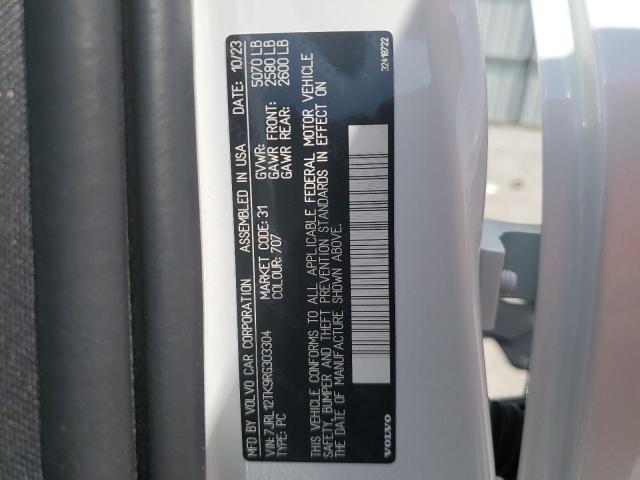 MFD BY VOLVO CAR CORPORATION ASSEMBLED IN USA DATE: 10/23
VIN: 7JRL12TK9RG303304 MARKET CODE: 31 GVWR: 5070 LB
TYPE: PC COLOUR: 707 GAWR FRONT: 2580 LB
GAWR REAR: 2600 LB
THIS VEHICLE CONFORMS TO ALL APPLICABLE FEDERAL MOTOR VEHICLE
SAFETY, BUMPER AND THEFT PREVENTION STANDARDS IN EFFECT ON
THE DATE OF MANUFACTURE SHOWN ABOVE.
VOLVO 32418722